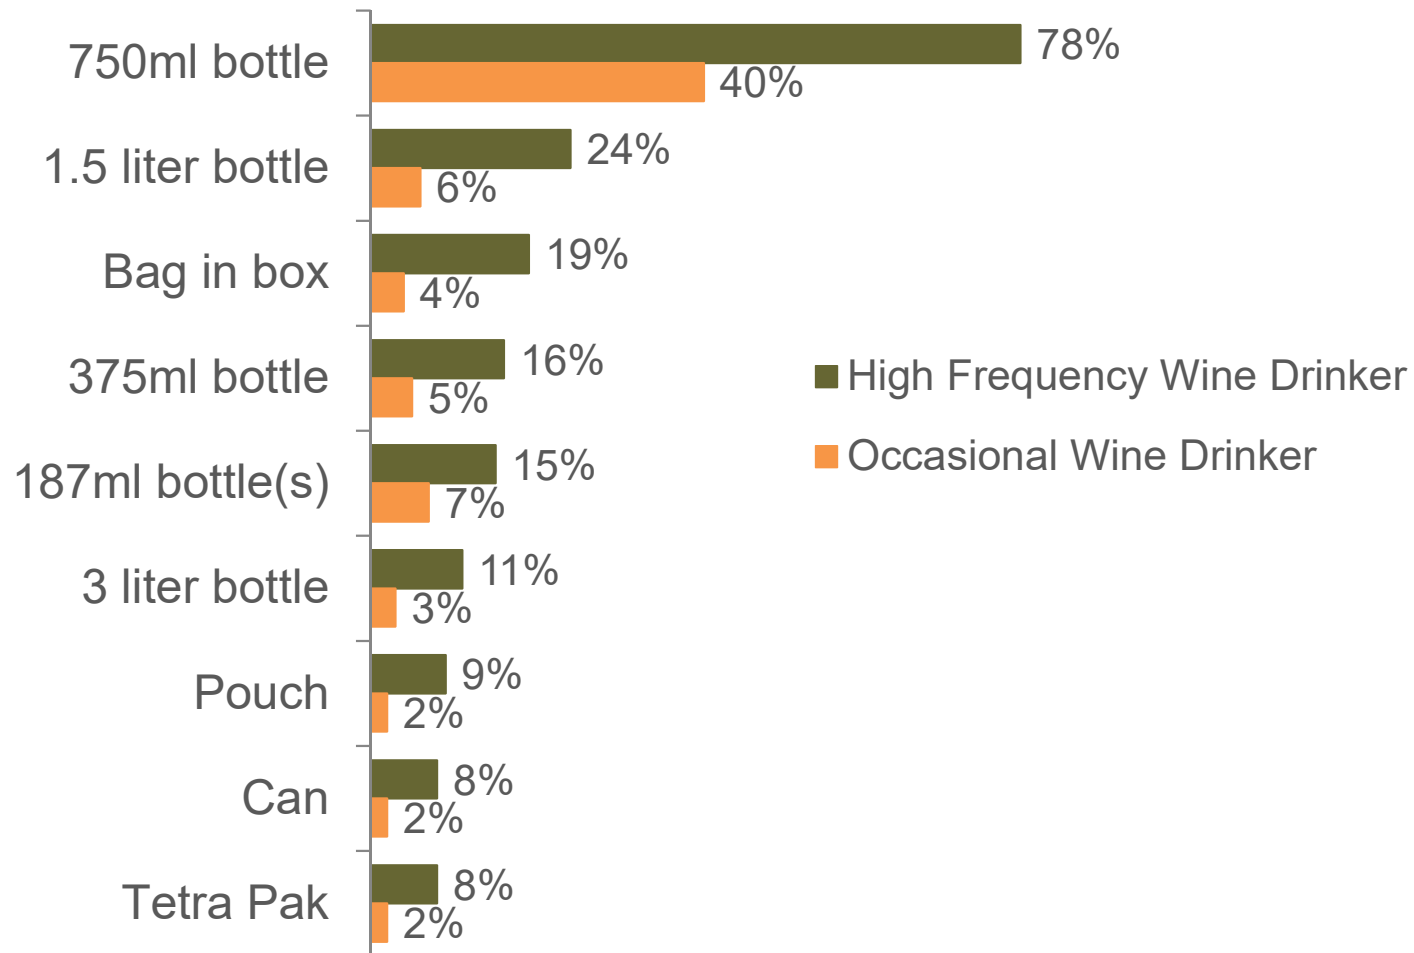 750ml bottle
78%
40%
1.5 liter bottle
24%
6%
Bag in box
19%
4%
375ml bottle
16%
5%
187ml bottle(s)
15%
7%
3 liter bottle
11%
3%
Pouch
9%
2%
Can
8%
2%
Tetra Pak
8%
2%
High Frequency Wine Drinker
Occasional Wine Drinker